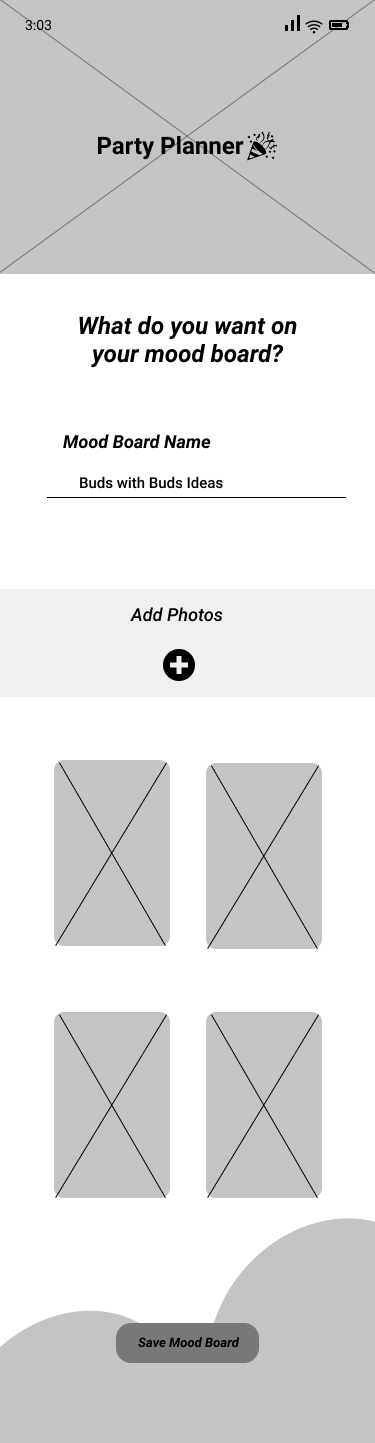 3:03
Party Planner
What do you want on
your mood board?
Mood Board Name
Buds with Buds Ideas
Add Photos
Save Mood Board